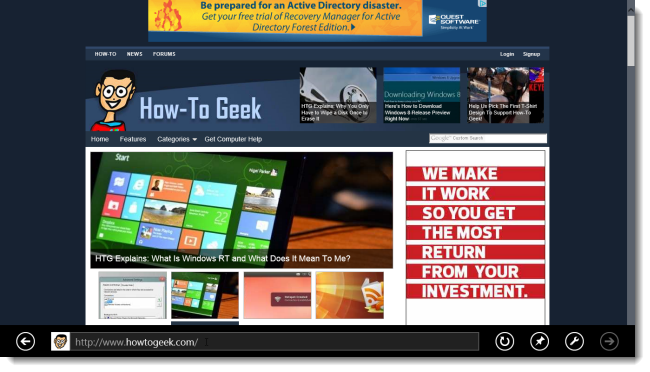 Be prepared for an Active Directory disaster.
Get your free trial of Recovery Manager for Active
Directory Forest Edition.
QUEST
SOFTWARE
Simplicity At Work
HOW-TO NEWS FORUMS
Login Signup
How-To Geek
HTG Explains: Why You Only
Have to Wipe a Disk Once to
Erase It
Downloading Windows 8
Here's How to Download
Windows 8 Release Preview
Right Now
Help Us Pick The First T-Shirt
Design To Support How-To
Geek!
Home Features Categories Get Computer Help
Google Custom Search
Start
HTG Explains: What Is Windows RT and What Does It Mean To Me?
WE MAKE
IT WORK
SO YOU GET
THE MOST
RETURN
FROM YOUR
INVESTMENT.
http://www.howtogeek.com/